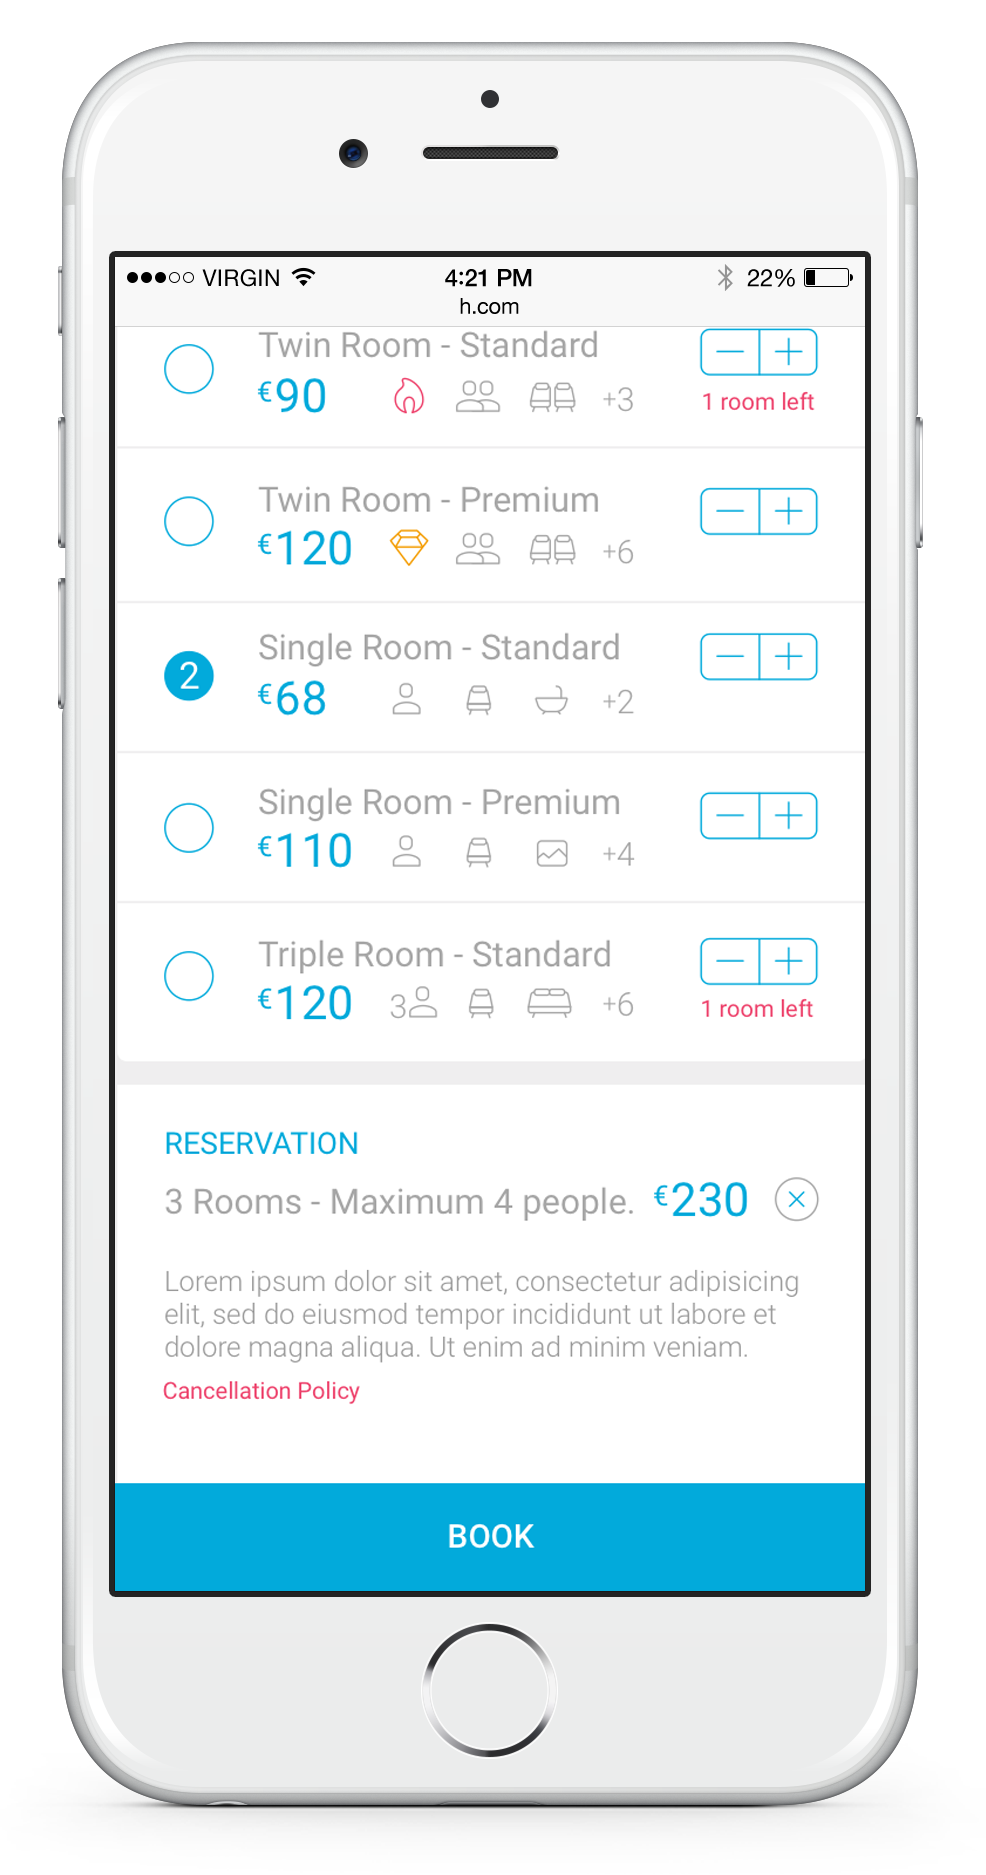 VIRGIN 4:21 PM 22%
h.com
Twin Room - Standard
€90 +3 1 room left
Twin Room - Premium
€120 +6
2 Single Room - Standard
€68 +2
Single Room - Premium
€110 +4
Triple Room - Standard
€120 3 +6 1 room left
RESERVATION
3 Rooms - Maximum 4 people. €230
Lorem ipsum dolor sit amet, consectetur adipisicing
elit, sed do eiusmod tempor incididunt ut labore et
dolore magna aliqua. Ut enim ad minim veniam.
Cancellation Policy
BOOK